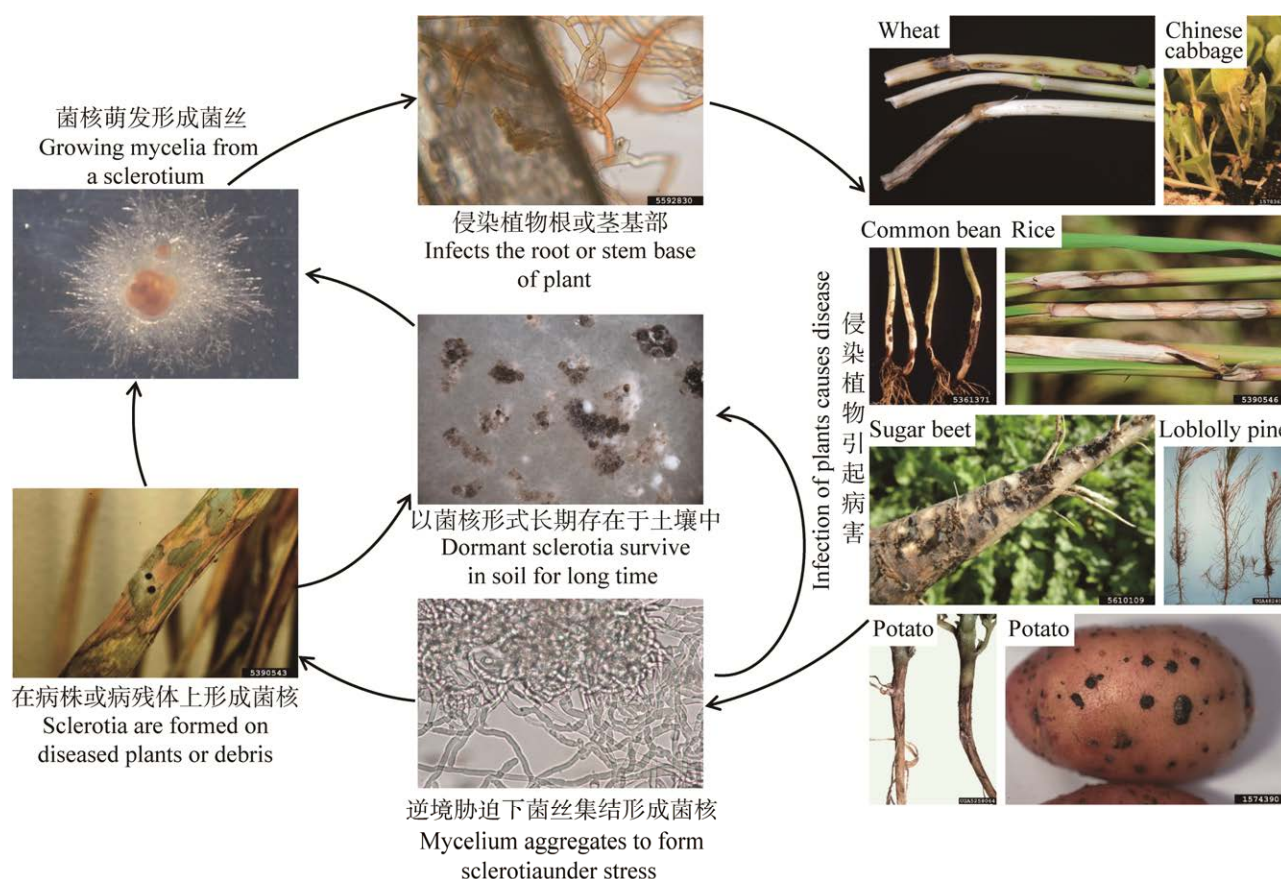 菌核萌发形成菌丝
Growing mycelia from
a sclerotium
5592830
侵染植物根或茎基部
Infects the root or stem base
of plant
Wheat
Chinese
cabbage
Common bean
Rice
5361371
5390546
Infection of plants causes disease
侵染植物引起病害
以菌核形式长期存在于土壤中
Dormant sclerotia survive
in soil for long time
Sugar beet
Loblolly pine
5610109
5390543
在病株或病残体上形成菌核
Sclerotia are formed on
diseased plants or debris
逆境胁迫下菌丝集结形成菌核
Mycelium aggregates to form
sclerotiaunder stress
Potato
Potato
1574390